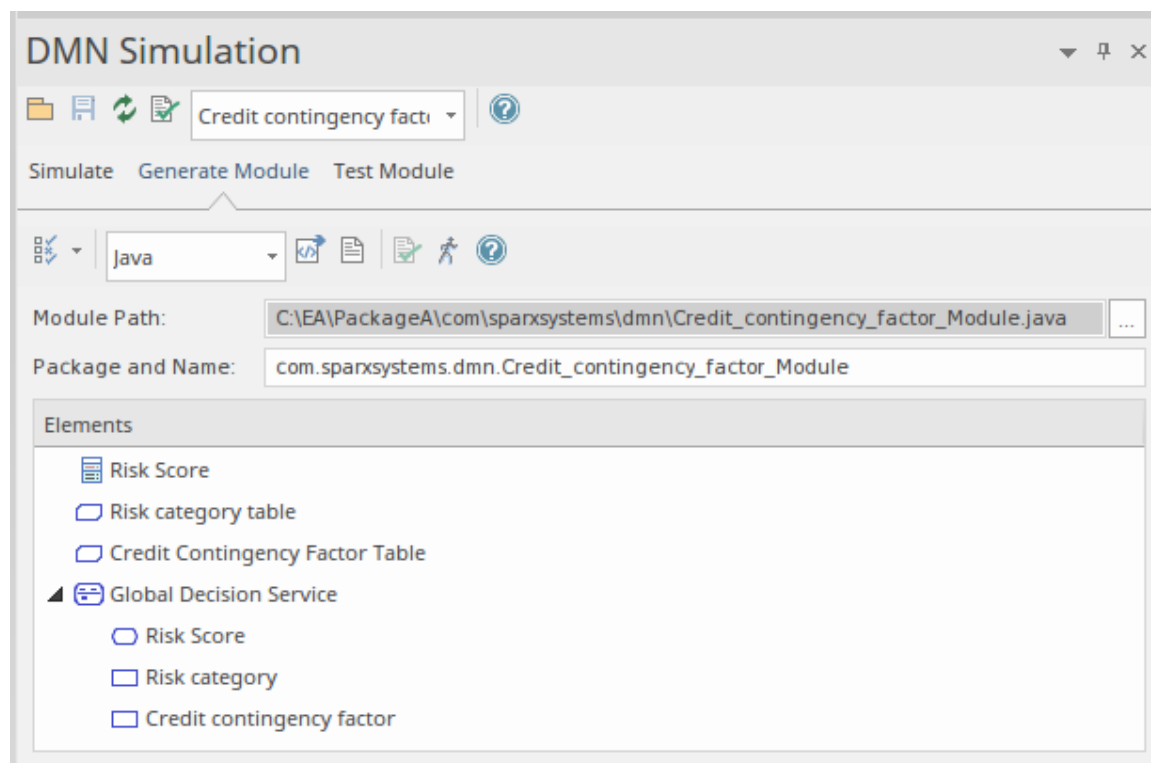 DMN Simulation
Credit contingency facto
Simulate Generate Module Test Module
Java
Module Path: C:\EA\PackageA\com\sparxsystems\dmn\Credit_contingency_factor_Module.java ...
Package and Name: com.sparxsystems.dmn.Credit_contingency_factor_Module
Elements
Risk Score
Risk category table
Credit Contingency Factor Table
Global Decision Service
Risk Score
Risk category
Credit contingency factor